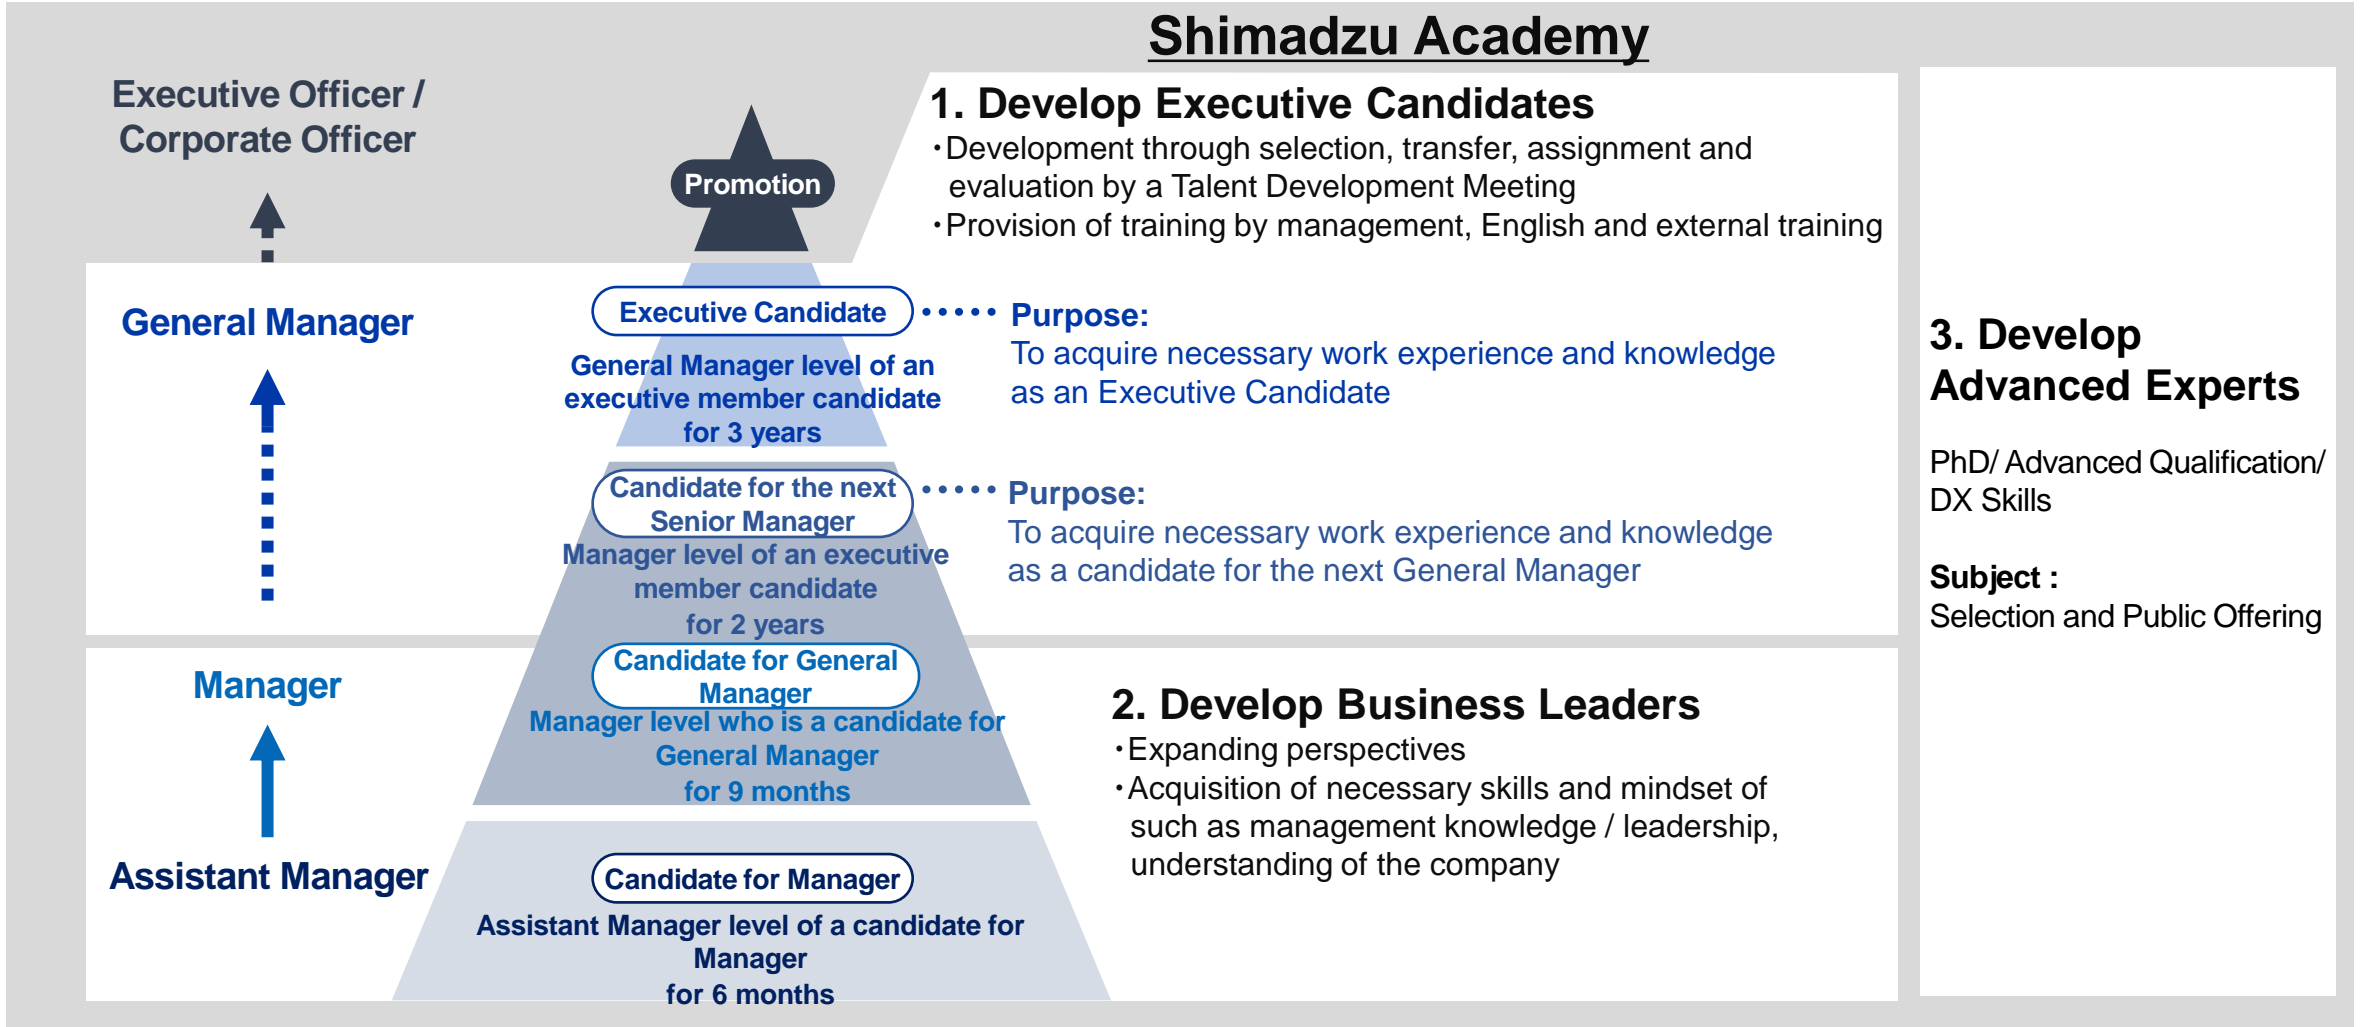 Shimadzu Academy
Executive Officer /
Corporate Officer
General Manager
Manager
Assistant Manager
Promotion
Executive Candidate
General Manager level of an
executive member candidate
for 3 years
Candidate for the next
Senior Manager
Manager level of an executive
member candidate
for 2 years
Candidate for General
Manager
Manager level who is a candidate for
General Manager
for 9 months
Candidate for Manager
Assistant Manager level of a candidate for
Manager
for 6 months
1. Develop Executive Candidates
・Development through selection, transfer, assignment and
evaluation by a Talent Development Meeting
・Provision of training by management, English and external training
Purpose:
To acquire necessary work experience and knowledge
as an Executive Candidate
Purpose:
To acquire necessary work experience and knowledge
as a candidate for the next General Manager
2. Develop Business Leaders
・Expanding perspectives
・Acquisition of necessary skills and mindset of
such as management knowledge / leadership,
understanding of the company
3. Develop
Advanced Experts
PhD/ Advanced Qualification/
DX Skills
Subject :
Selection and Public Offering